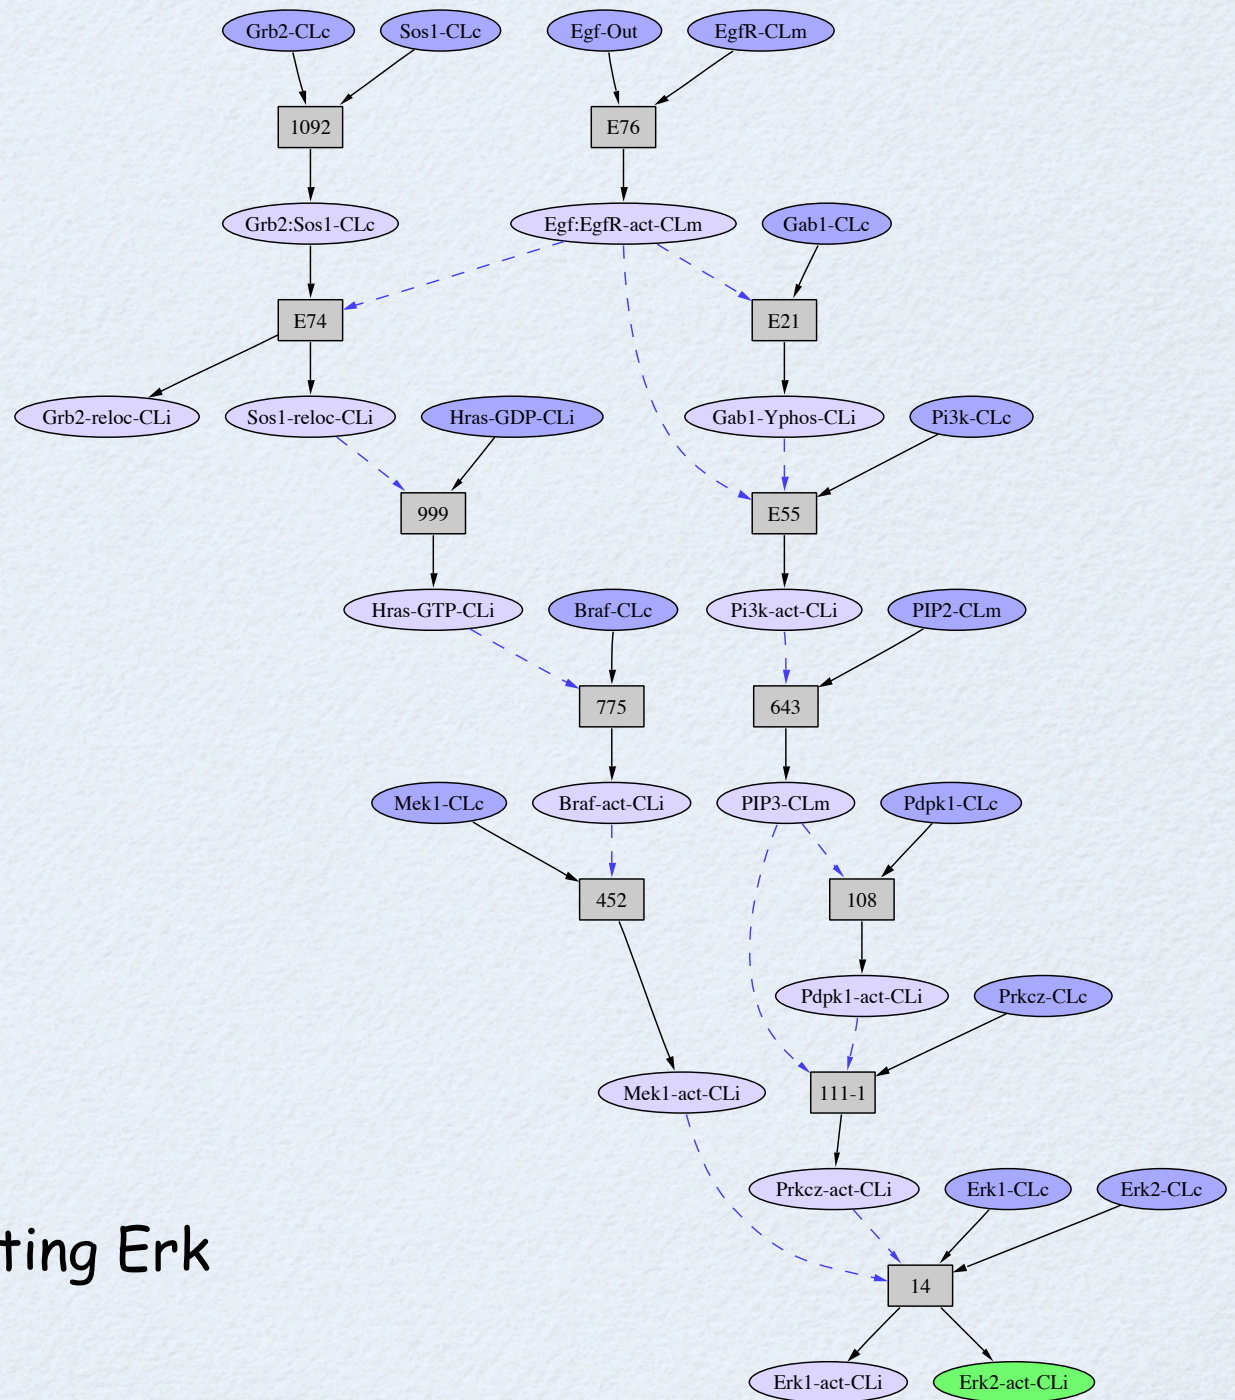 Grb2-CLc Sos1-CLc Egf-Out EgfR-CLm
1092 E76
Grb2:Sos1-CLc Egf:EgfR-act-CLm Gab1-CLc
E74 E21
Grb2-reloc-CLi Sos1-reloc-CLi Hras-GDP-CLi Gab1-Yphos-CLi Pi3k-CLc
999 E55
Hras-GTP-CLi Braf-CLc Pi3k-act-CLi PIP2-CLm
775 643
Mek1-CLc Braf-act-CLi PIP3-CLm Pdpk1-CLc
452 108
Pdpk1-act-CLi Prkcz-CLc
Mek1-act-CLi 111-1
Prkcz-act-CLi Erk1-CLc Erk2-CLc
ting Erk
14
Erk1-act-CLi Erk2-act-CLi